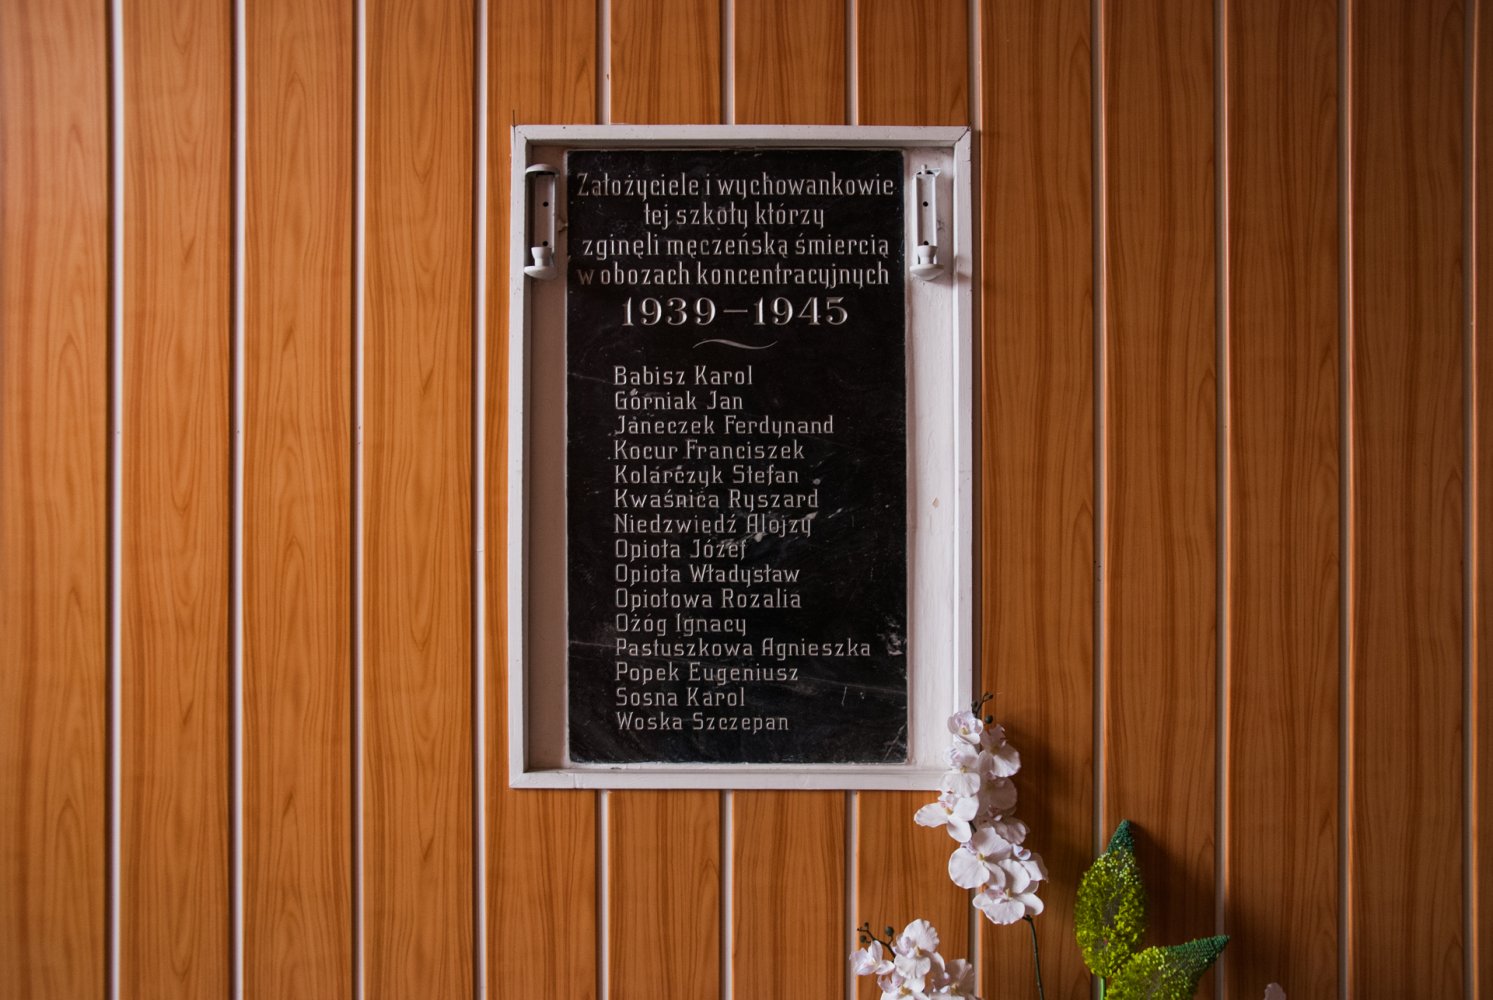 Założyciele i wychowankowie
tej szkoły którzy
zginęli męczeńską śmiercią
w obozach koncentracyjnych
1939-1945
Babisz Karol
Górniak Jan
Janeczek Ferdynand
Kocur Franciszek
Kolarczyk Stefan
Kwaśnica Ryszard
Niedzwiedź Alojzy
Opioła Józef
Opioła Władysław
Opiołowa Rozalia
Ożóg Ignacy
Pastuszkowa Agnieszka
Popek Eugeniusz
Sosna Karol
Woska Szczepan